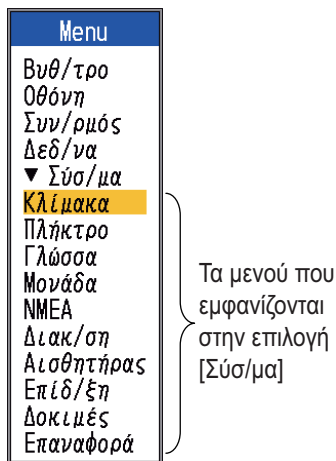 Menu
Βυθ/τρο
Οθόνη
Συν/ρμός
Δεδ/να
▼ Σύσ/μα
Κλίμακα
Πλήκτρο
Γλώσσα
Μονάδα
NMEA
Διακ/ση
Αισθητήρας
Επίδ/ξη
Δοκιμές
Επαναφορά
Τα μενού που
εμφανίζονται
στην επιλογή
[Σύσ/μα]